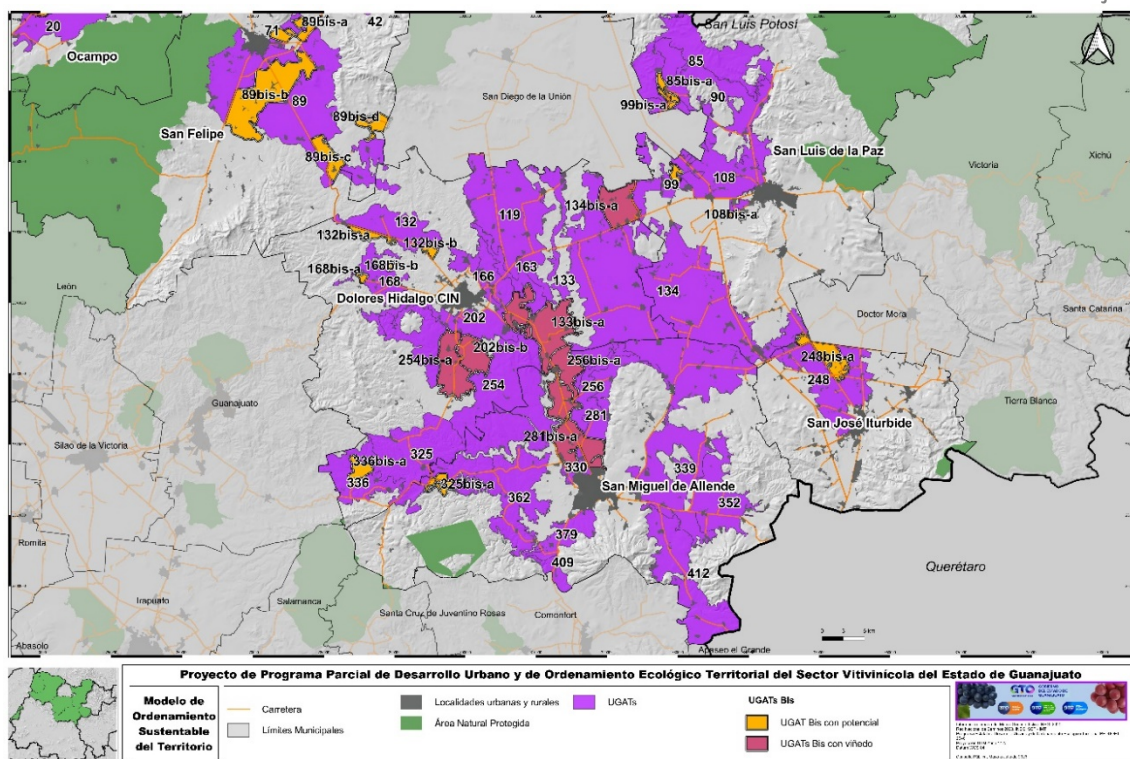 20
Ocampo
71
89bis-a
42
89bis-b
89
89bis-d
San Felipe
89bis-c
San Luis Potosí
85
85bis-a
99bis-a
90
San Diego de la Unión
San Luis de la Paz
Victoria
Xichú
99
108
108bis-a
134bis-a
119
132
132bis-a
132bis-b
168bis-a
168bis-b
168
166
163
133
134
León
Dolores Hidalgo CIN
202
133bis-a
Doctor Mora
Santa Catarina
202bis-b
254bis-a
254
256bis-a
256
248bis-a
248
281
Guanajuato
Tierra Blanca
San José Iturbide
Silao de la Victoria
281bis-a
325
336bis-a
336
325bis-a
330
339
San Miguel de Allende
362
352
379
409
412
Romita
Querétaro
Irapuato
Salamanca
Santa Cruz de Juventino Rosas
Comonfort
Abasolo
Apaseo el Grande
0 3 6 km
Proyecto de Programa Parcial de Desarrollo Urbano y de Ordenamiento Ecológico Territorial del Sector Vitivinícola del Estado de Guanajuato
Modelo de
Ordenamiento
Sustentable
del Territorio
Carretera
Límites Municipales
Localidades urbanas y rurales
Área Natural Protegida
UGATs
UGATs Bis
UGAT Bis con potencial
UGATs Bis con viñedo
GTO